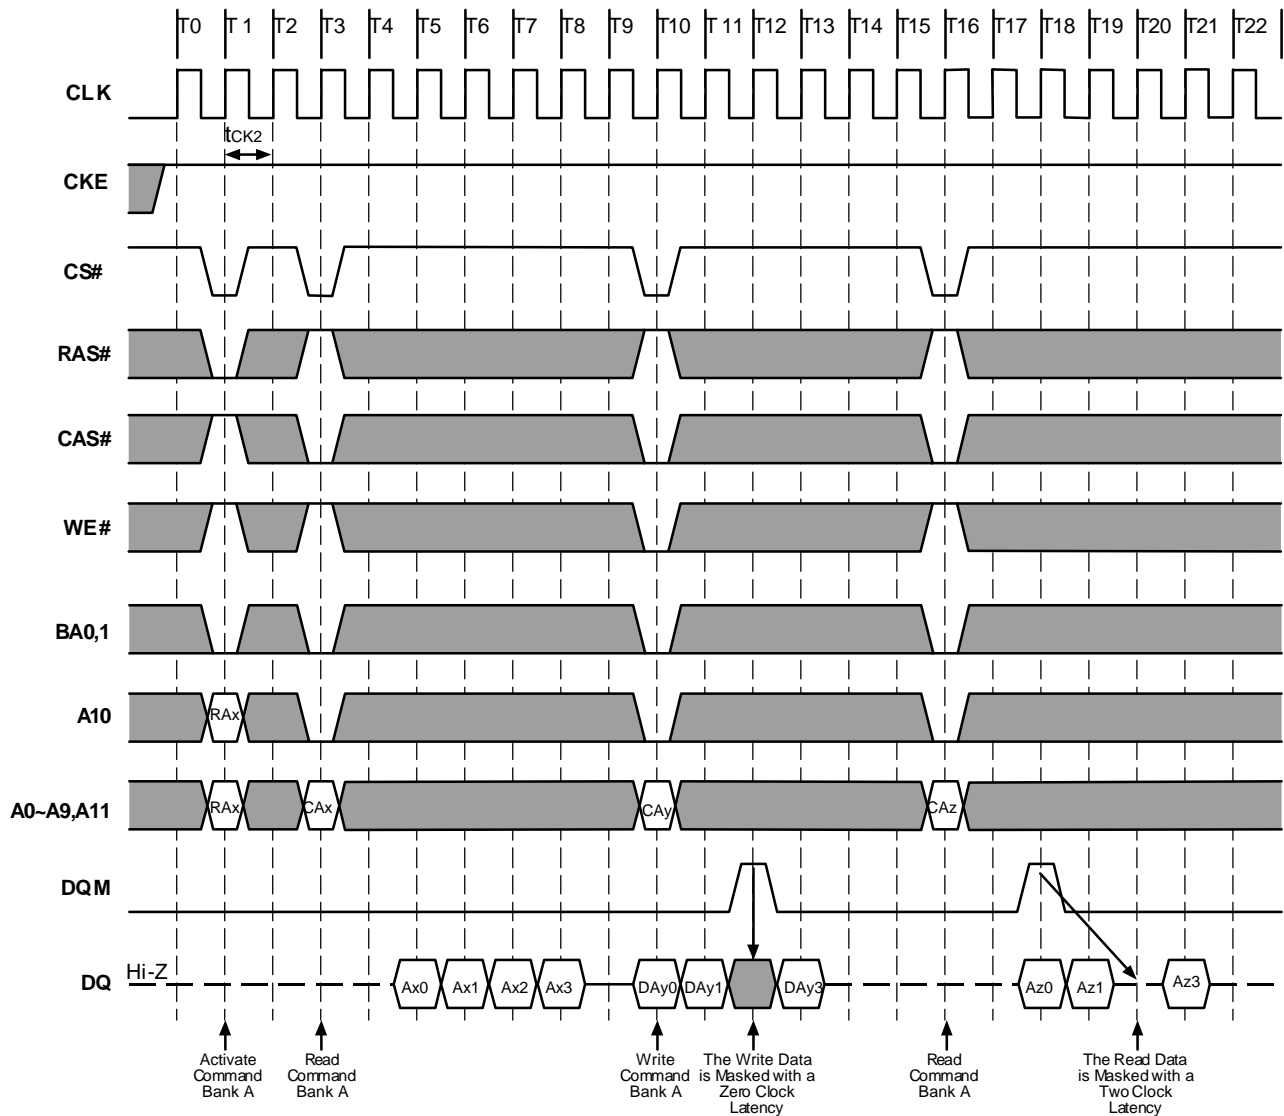 T0 T 1 T2 T3 T4 T5 T6 T7 T8 T9 T10 T 11 T12 T13 T14 T15 T16 T17 T18 T19 T20 T21 T22
CLK
tCK2
CKE
CS#
RAS#
CAS#
WE#
BA0,1
A10 RAx
A0~A9,A11 RAx CAx CAy CAz
DQM
DQ Hi-Z Ax0 Ax1 Ax2 Ax3 DAy0 DAy1 DAy3 Az0 Az1 Az3
Activate
Command
Bank A
Read
Command
Bank A
Write
Command
Bank A
The Write Data
is Masked with a
Zero Clock
Latency
Read
Command
Bank A
The Read Data
is Masked with a
Two Clock
Latency